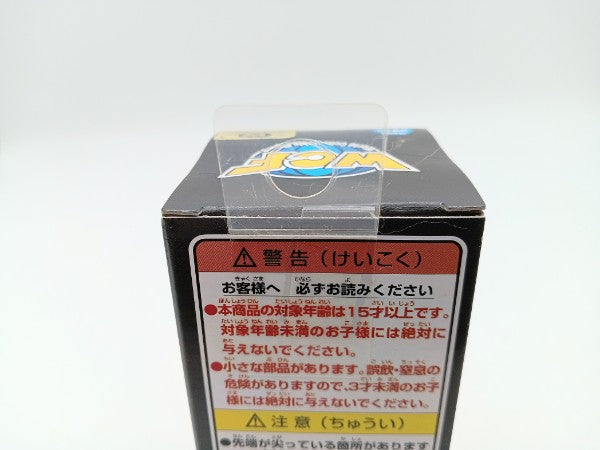 WCF
⚠警告(けいこく)
お客様へ 必ずお読みください
●本商品の対象年齢は15才以上です。
対象年齢未満のお子様には絶対に
与えないでください。
●小さな部品があります。誤飲・窒息の
危険がありますので、3才未満のお子
様には絶対に与えないでください。
⚠注意(ちゅうい)
●先端が尖っている箇所があります